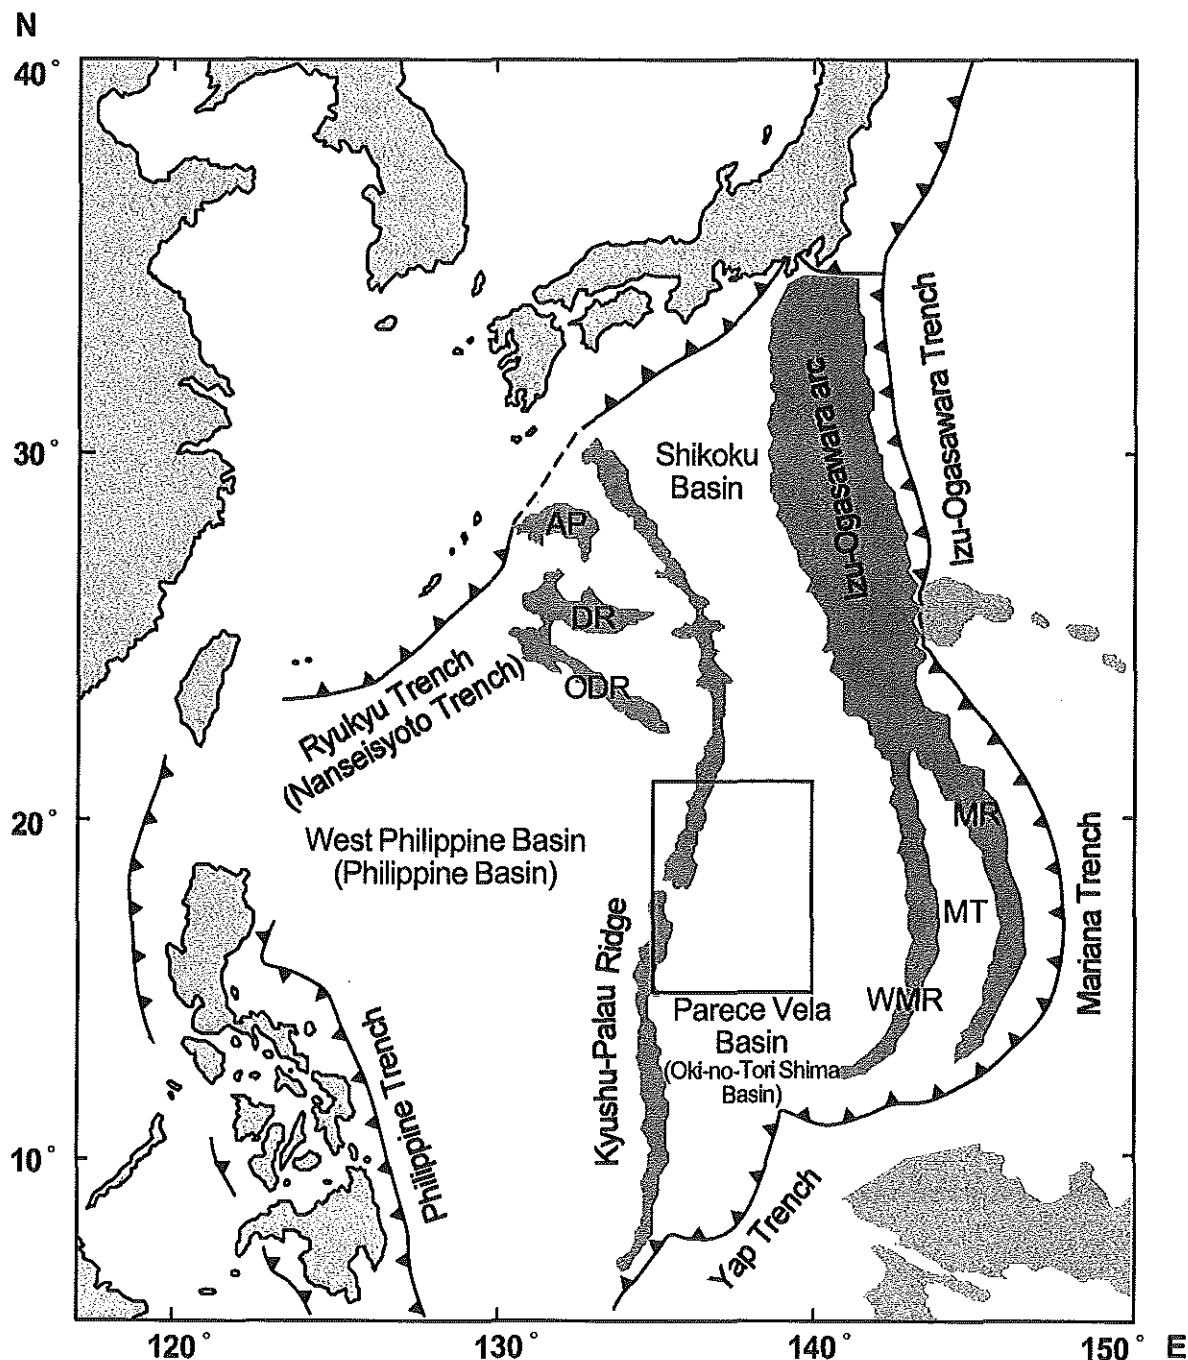 N
40°
30°
20°
10°
120°
130°
140°
150° E
Izu-Ogasawara Trench
Izu-Ogasawara arc
Shikoku
Basin
AP
DR
ODR
Ryukyu Trench
(Nanseisyoto Trench)
West Philippine Basin
(Philippine Basin)
MR
MT
WMR
Mariana Trench
Kyushu-Palau Ridge
Parece Vela
Basin
(Oki-no-Tori Shima
Basin)
Philippine Trench
Yap Trench